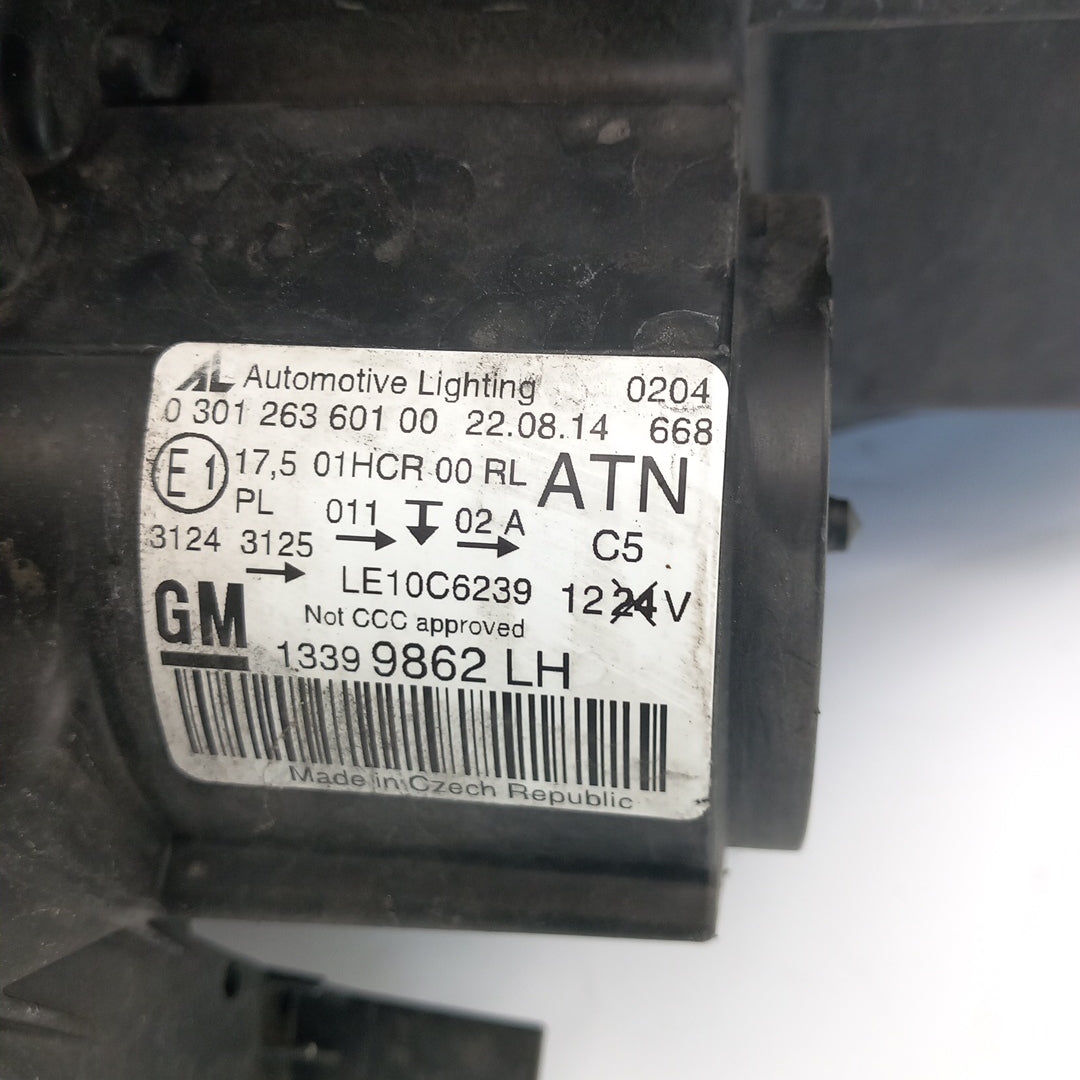 AL Automotive Lighting 0204
0 301 263 601 00 22.08.14 668
E1 17,5 01HCR 00 RL ATN
PL 011 02 A C5
3124 3125
LE10C6239 12 24 V
GM Not CCC approved
1339 9862 LH
Made in Czech Republic